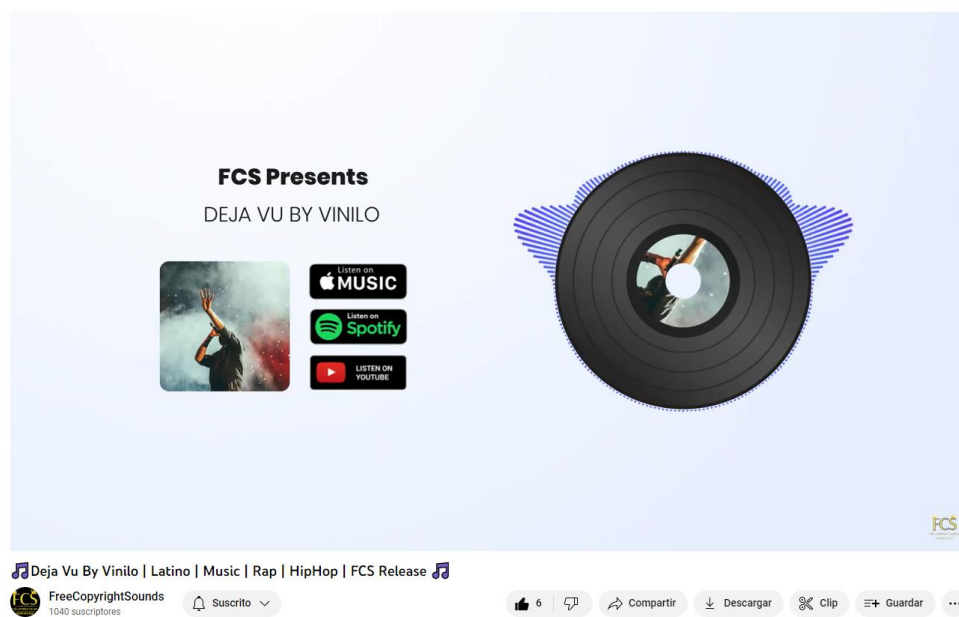 FCS Presents
DEJA VU BY VINILO
Listen on
MUSIC
Listen on
Spotify
LISTEN ON
YOUTUBE
FCS
Deja Vu By Vinilo | Latino | Music | Rap | HipHop | FCS Release
FCS
FreeCopyrightSounds
1040 suscriptores
Suscrito
6
Compartir
Descargar
Clip
Guardar